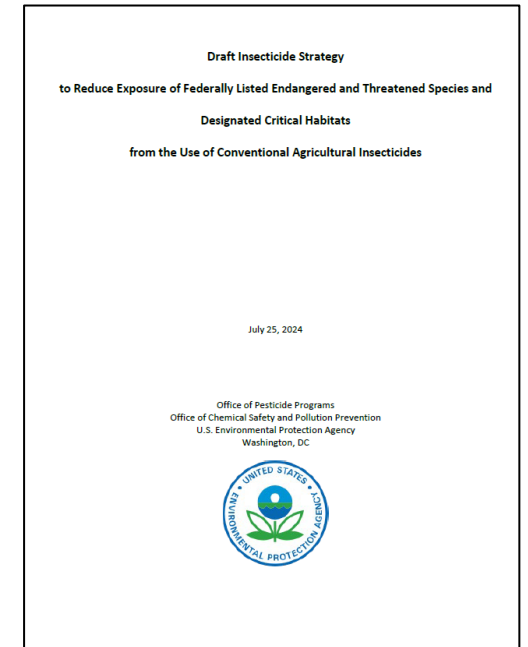 Draft Insecticide Strategy
to Reduce Exposure of Federally Listed Endangered and Threatened Species and
Designated Critical Habitats
from the Use of Conventional Agricultural Insecticides
July 25, 2024
Office of Pesticide Programs
Office of Chemical Safety and Pollution Prevention
U.S. Environmental Protection Agency
Washington, DC
UNITED STATES
ENVIRONMENTAL PROTECTION AGENCY